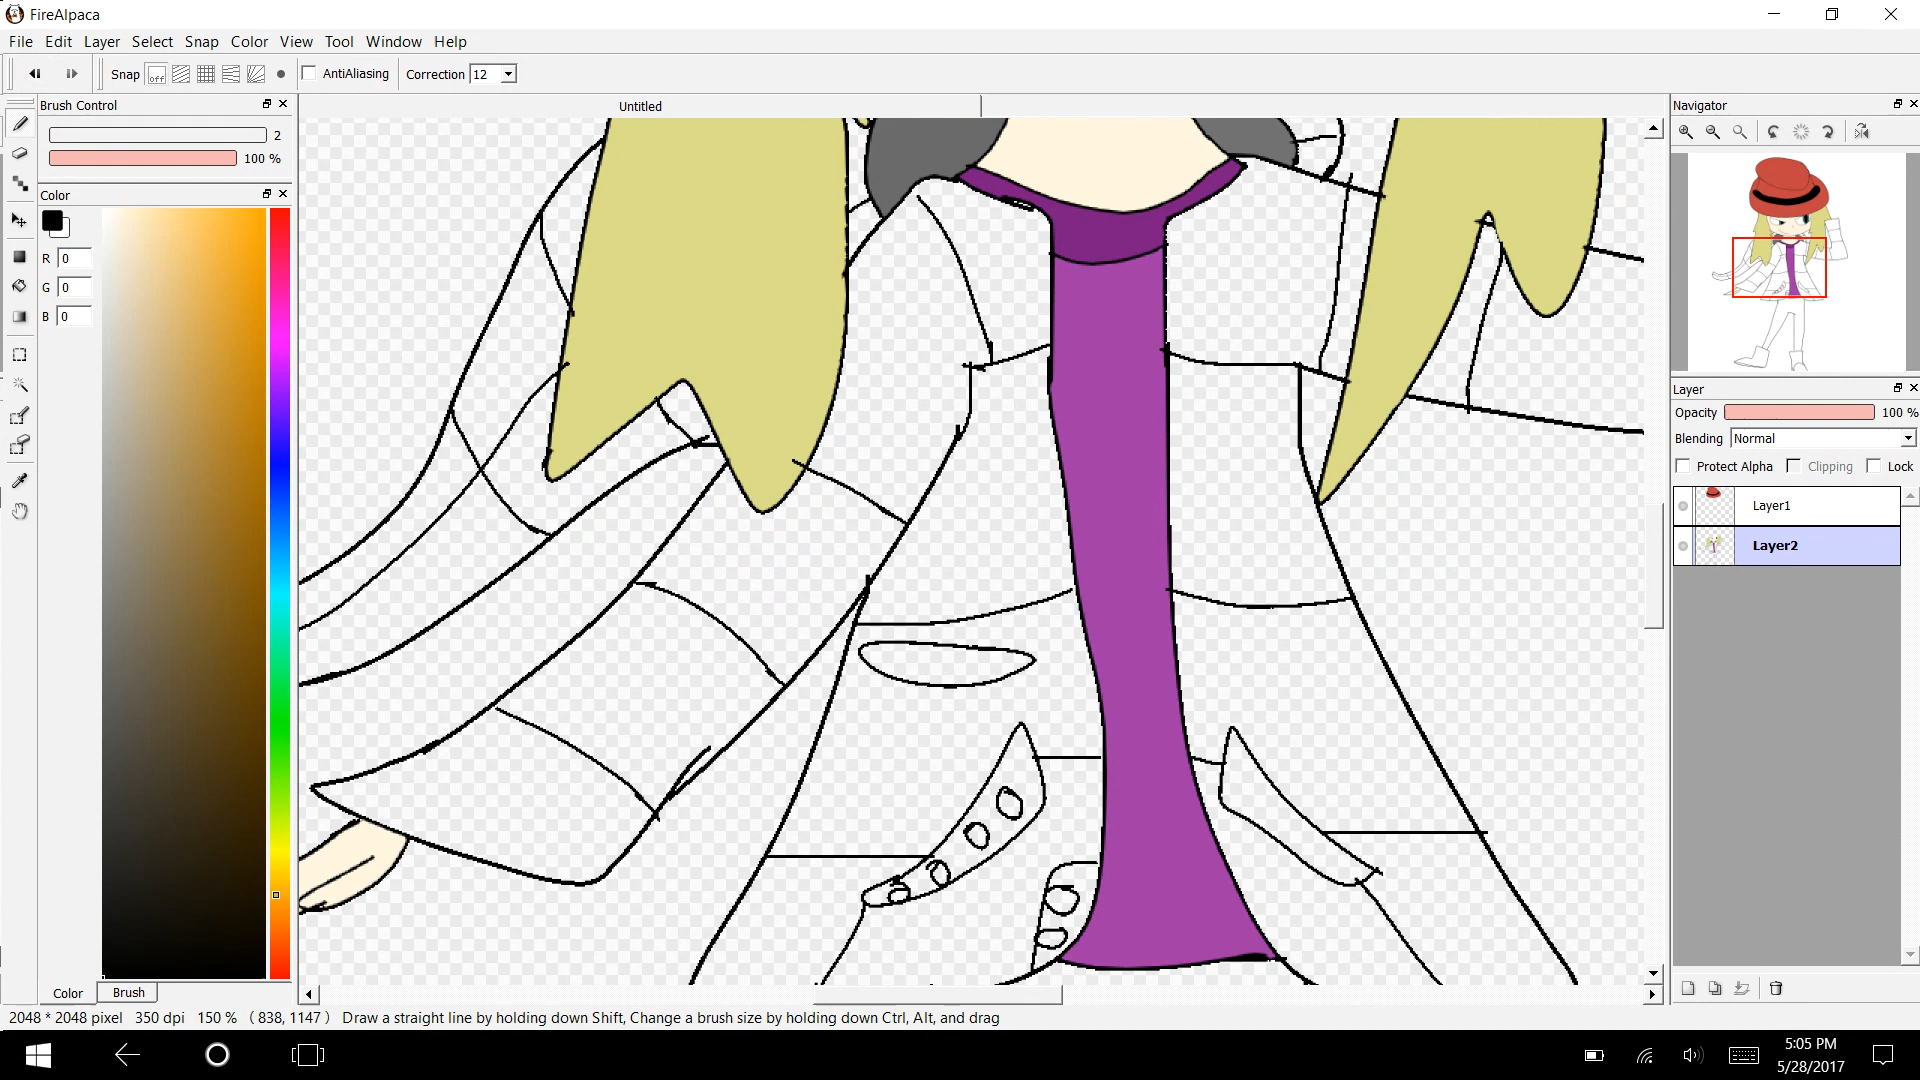 FireAlpaca
File Edit Layer Select Snap Color View Tool Window Help
Snap off AntiAliasing Correction 12
Brush Control
Untitled
Navigator
2
100 %
Color
R 0
G 0
B 0
Layer
Opacity 100 %
Blending Normal
Protect Alpha Clipping Lock
Layer1
Layer2
Color Brush
2048 * 2048 pixel 350 dpi 150 % ( 838, 1147 ) Draw a straight line by holding down Shift, Change a brush size by holding down Ctrl, Alt, and drag
5:05 PM
5/28/2017